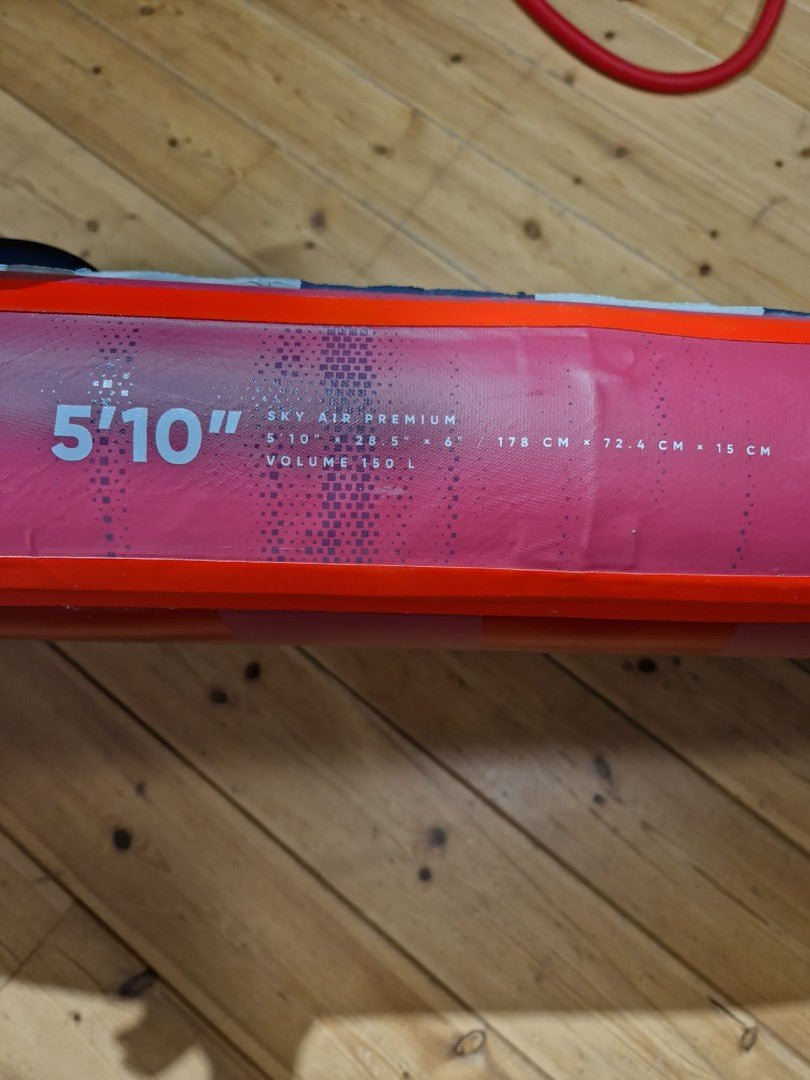 5'10"
SKY AIR PREMIUM
5'10" × 28.5" × 6" / 178 CM × 72.4 CM × 15 CM
VOLUME 150 L